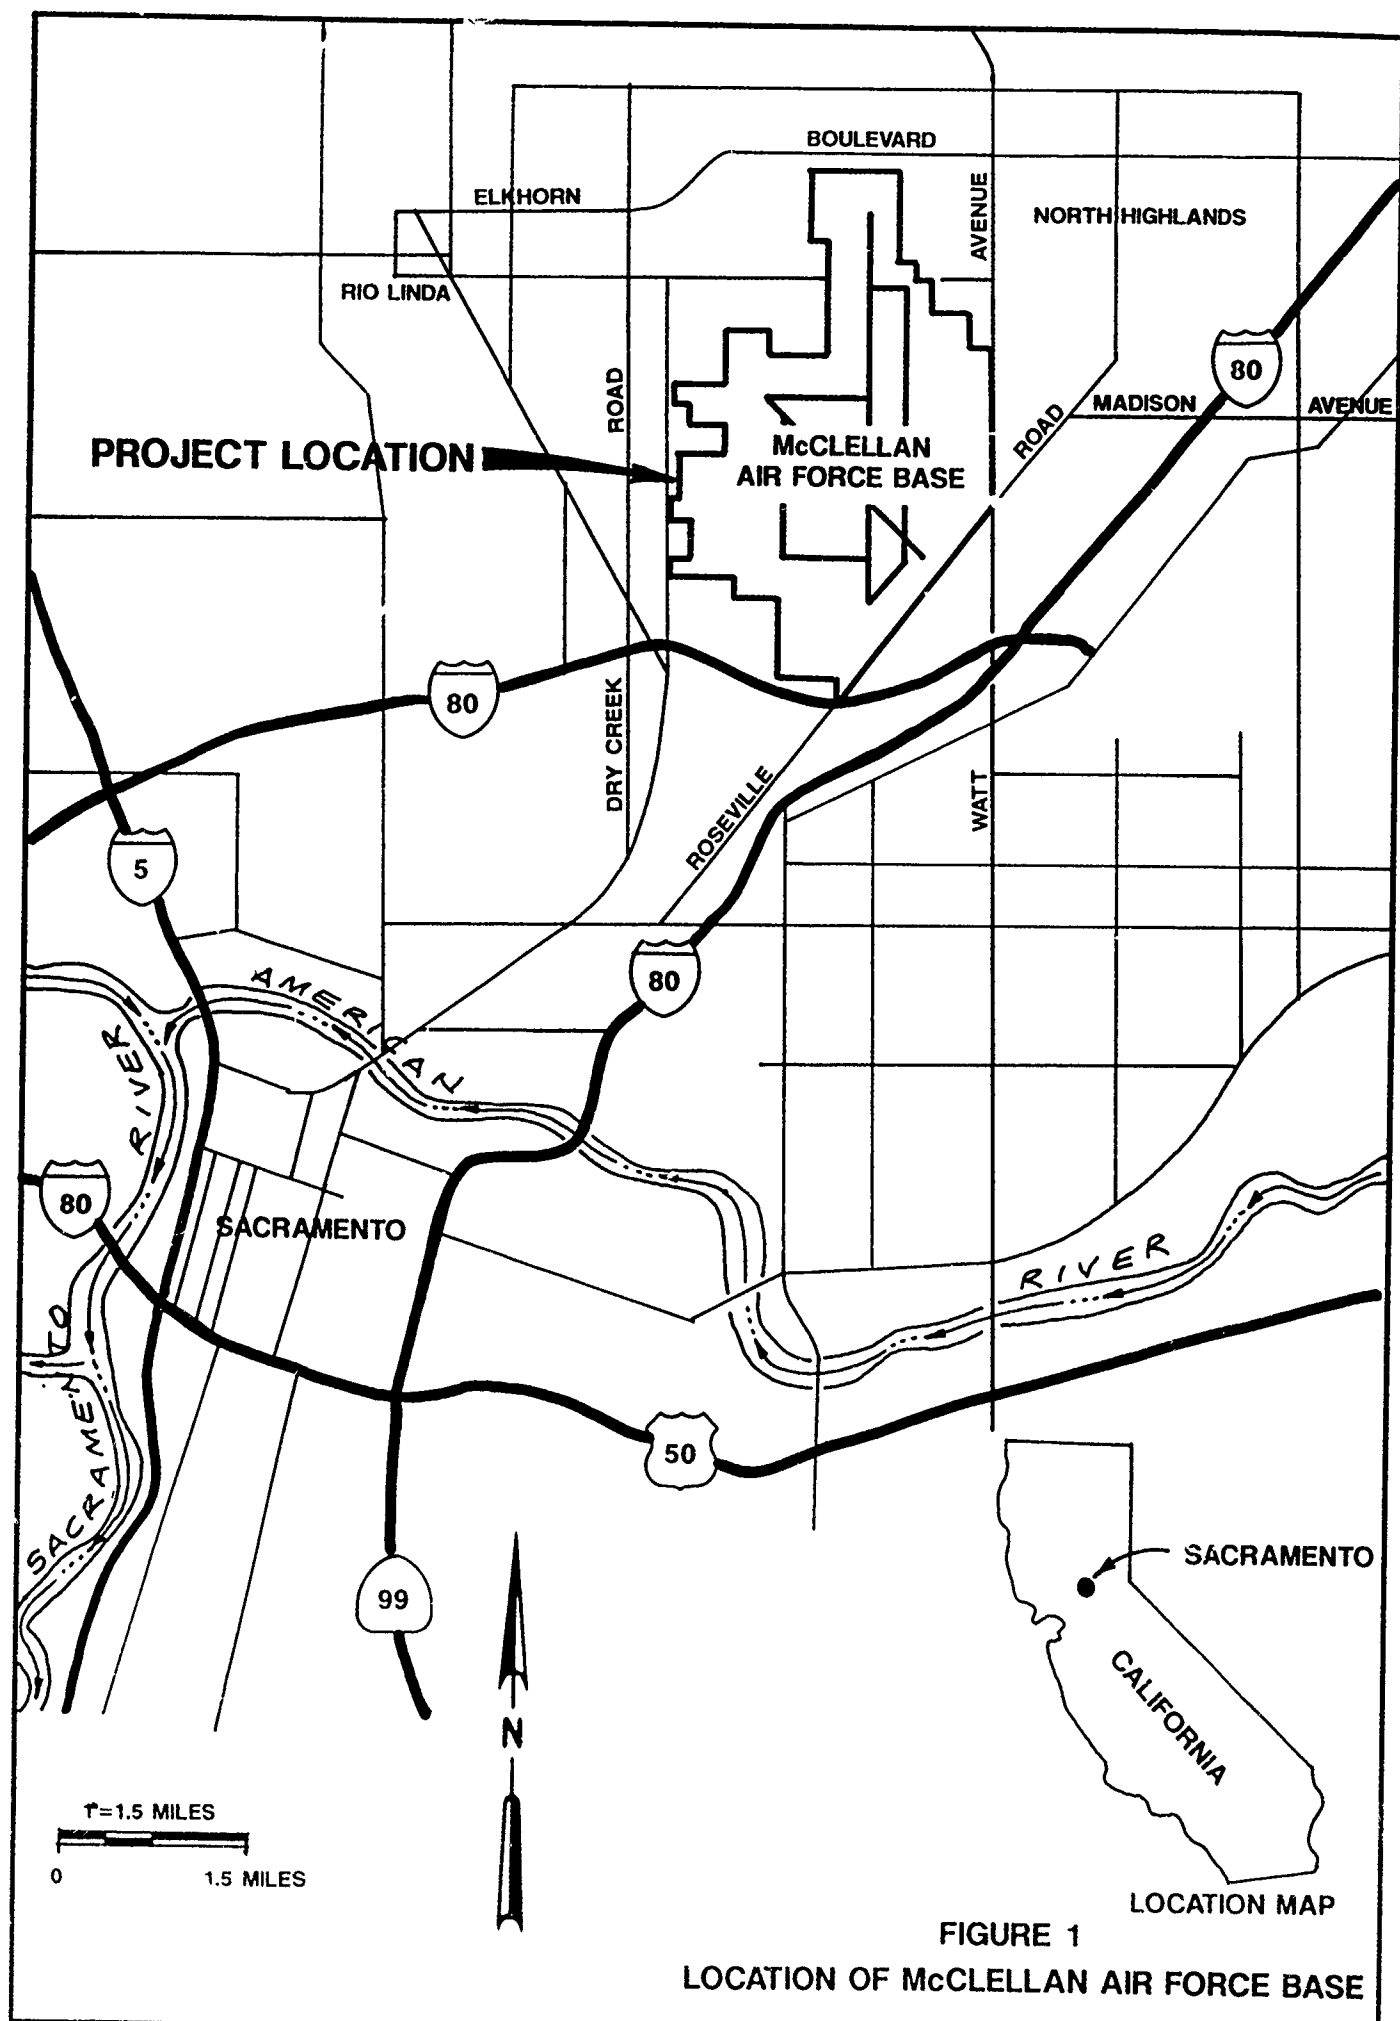 BOULEVARD
ELKHORN
AVENUE
NORTH HIGHLANDS
RIO LINDA
80
ROAD
ROAD
MADISON
AVENUE
PROJECT LOCATION
McCLELLAN
AIR FORCE BASE
80
DRY CREEK
ROSEVILLE
WATT
5
80
AMERICAN
RIVER
80
SACRAMENTO
RIVER
SACRAMENTO
50
99
SACRAMENTO
CALIFORNIA
N
1"=1.5 MILES
0
1.5 MILES
LOCATION MAP
FIGURE 1
LOCATION OF McCLELLAN AIR FORCE BASE